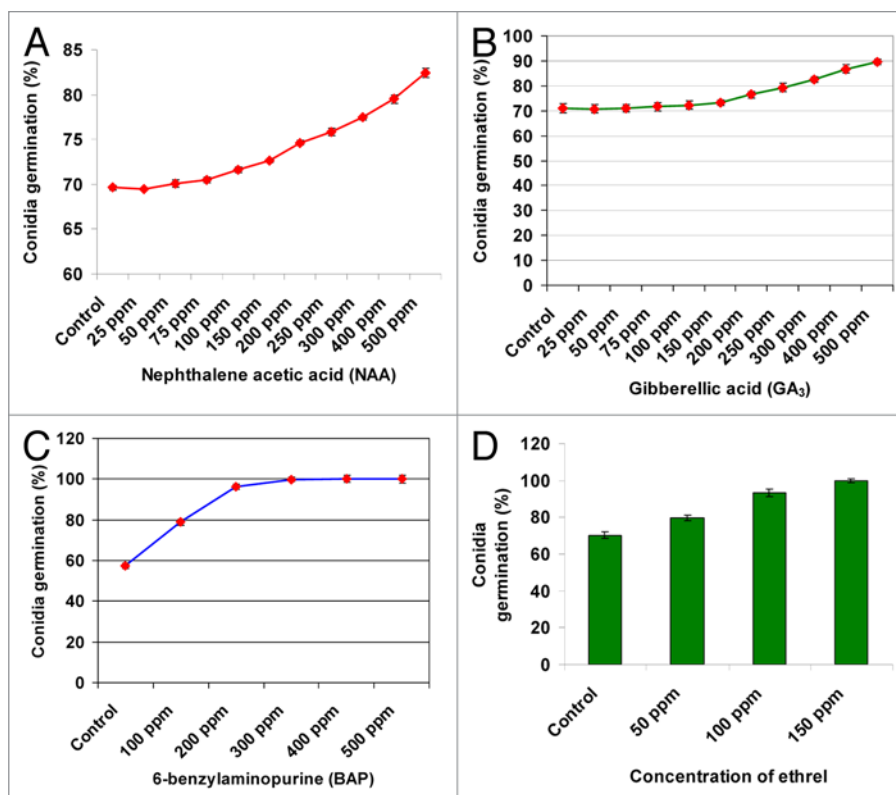 A
Conidia germination (%)
85
80
75
70
65
60
Control
25 ppm
50 ppm
75 ppm
100 ppm
150 ppm
200 ppm
250 ppm
300 ppm
400 ppm
500 ppm
Nephthalene acetic acid (NAA)
B
Conidia germination (%)
100
90
80
70
60
50
40
30
20
10
0
Control
25 ppm
50 ppm
75 ppm
100 ppm
150 ppm
200 ppm
250 ppm
300 ppm
400 ppm
500 ppm
Gibberellic acid (GA₃)
C
Conidia germination (%)
120
100
80
60
40
20
0
Control
100 ppm
200 ppm
300 ppm
400 ppm
500 ppm
6-benzylaminopurine (BAP)
D
Conidia
germination (%)
120
100
80
60
40
20
0
Control
50 ppm
100 ppm
150 ppm
Concentration of ethrel